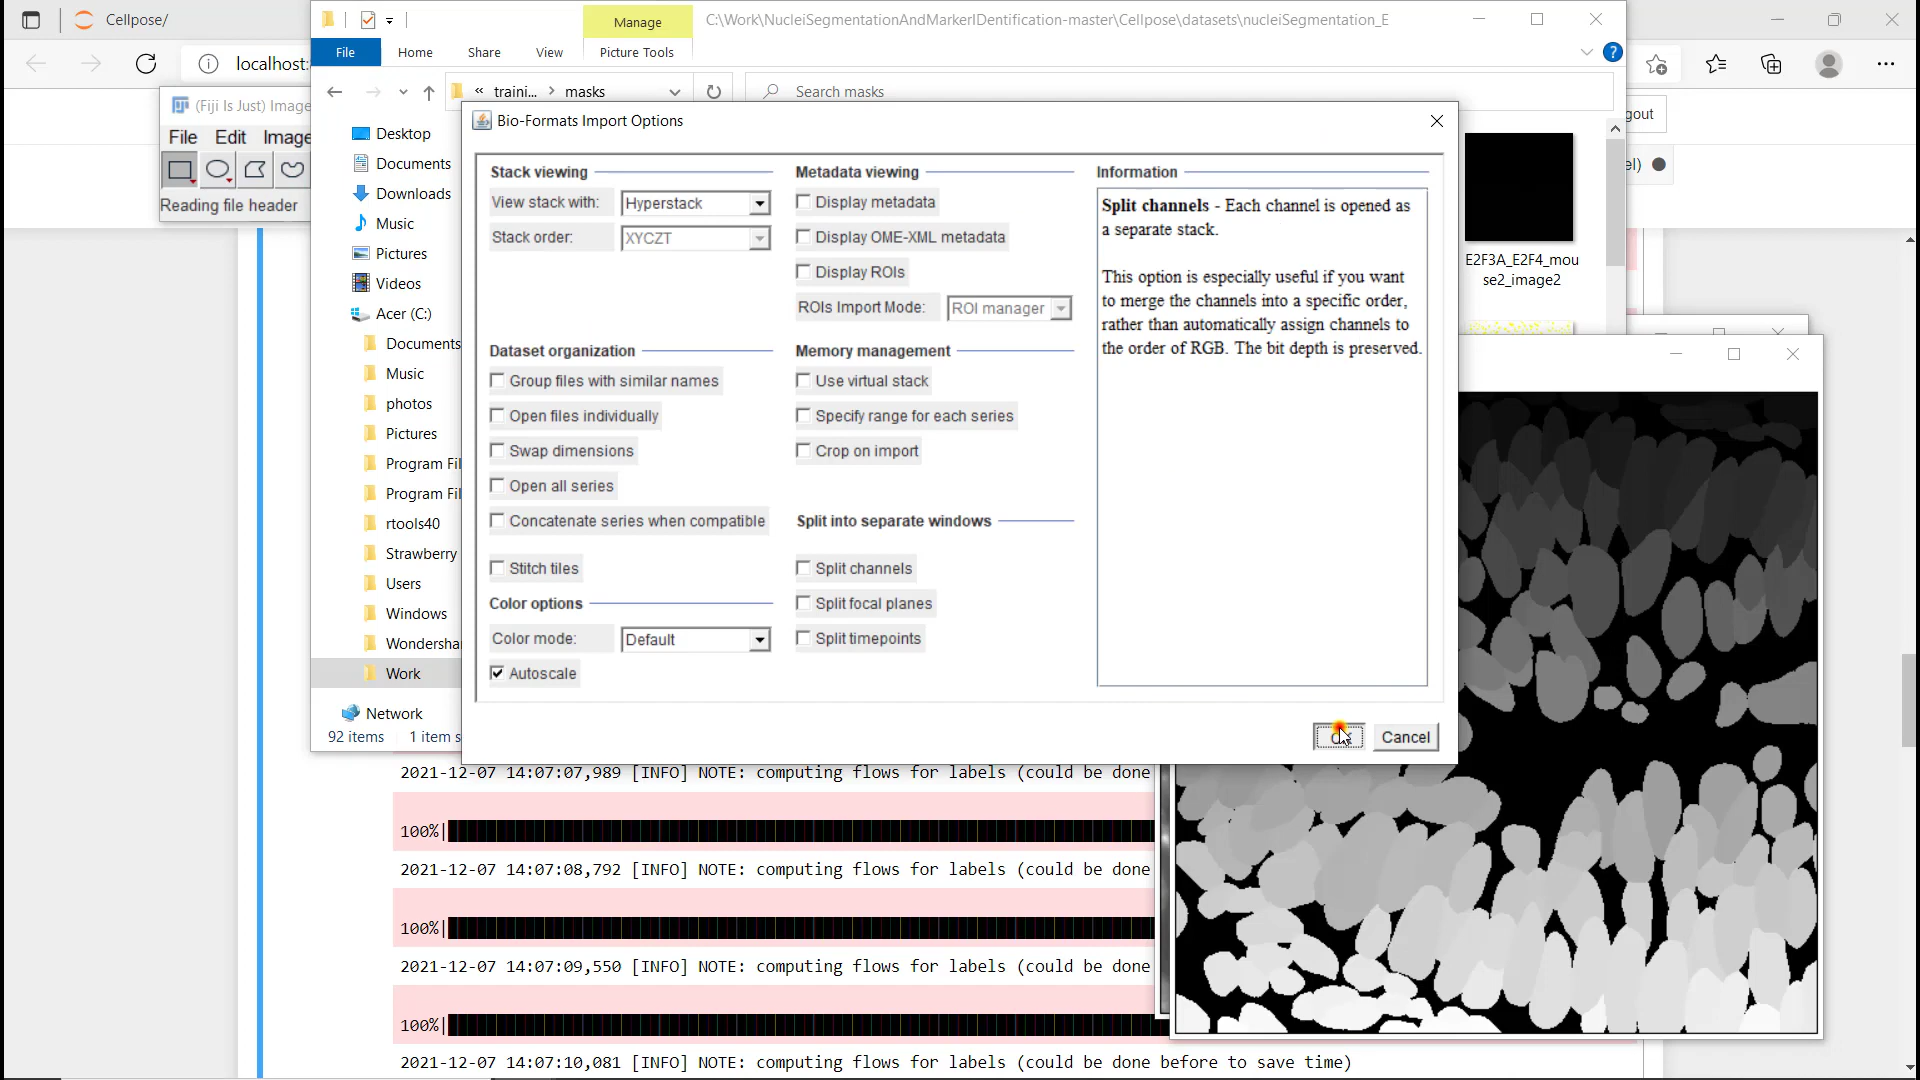 Cellpose/
Manage
C:\Work\NucleiSegmentationAndMarkerIDentification-master\Cellpose\datasets\nucleiSegmentation_E
File Home Share View Picture Tools
localhost:
« traini... > masks
Search masks
(Fiji Is Just) Image
File Edit Image
Reading file header
Desktop
Documents
Downloads
Music
Pictures
Videos
Acer (C:)
Documents
Music
photos
Pictures
Program Fil
Program Fil
rtools40
Strawberry
Users
Windows
Wondersha
Work
Network
92 items 1 item s
Bio-Formats Import Options
Stack viewing
View stack with: Hyperstack
Stack order: XYCZT
Dataset organization
Group files with similar names
Open files individually
Swap dimensions
Open all series
Concatenate series when compatible
Stitch tiles
Color options
Color mode: Default
Autoscale
Metadata viewing
Display metadata
Display OME-XML metadata
Display ROIs
ROIs Import Mode: ROI manager
Memory management
Use virtual stack
Specify range for each series
Crop on import
Split into separate windows
Split channels
Split focal planes
Split timepoints
Information
Split channels - Each channel is opened as
a separate stack.
This option is especially useful if you want
to merge the channels into a specific order,
rather than automatically assign channels to
the order of RGB. The bit depth is preserved.
Cancel
gout
el)
E2F3A_E2F4_mou
se2_image2
2021-12-07 14:07:07,989 [INFO] NOTE: computing flows for labels (could be done
100%|
2021-12-07 14:07:08,792 [INFO] NOTE: computing flows for labels (could be done
100%|
2021-12-07 14:07:09,550 [INFO] NOTE: computing flows for labels (could be done
100%|
2021-12-07 14:07:10,081 [INFO] NOTE: computing flows for labels (could be done before to save time)